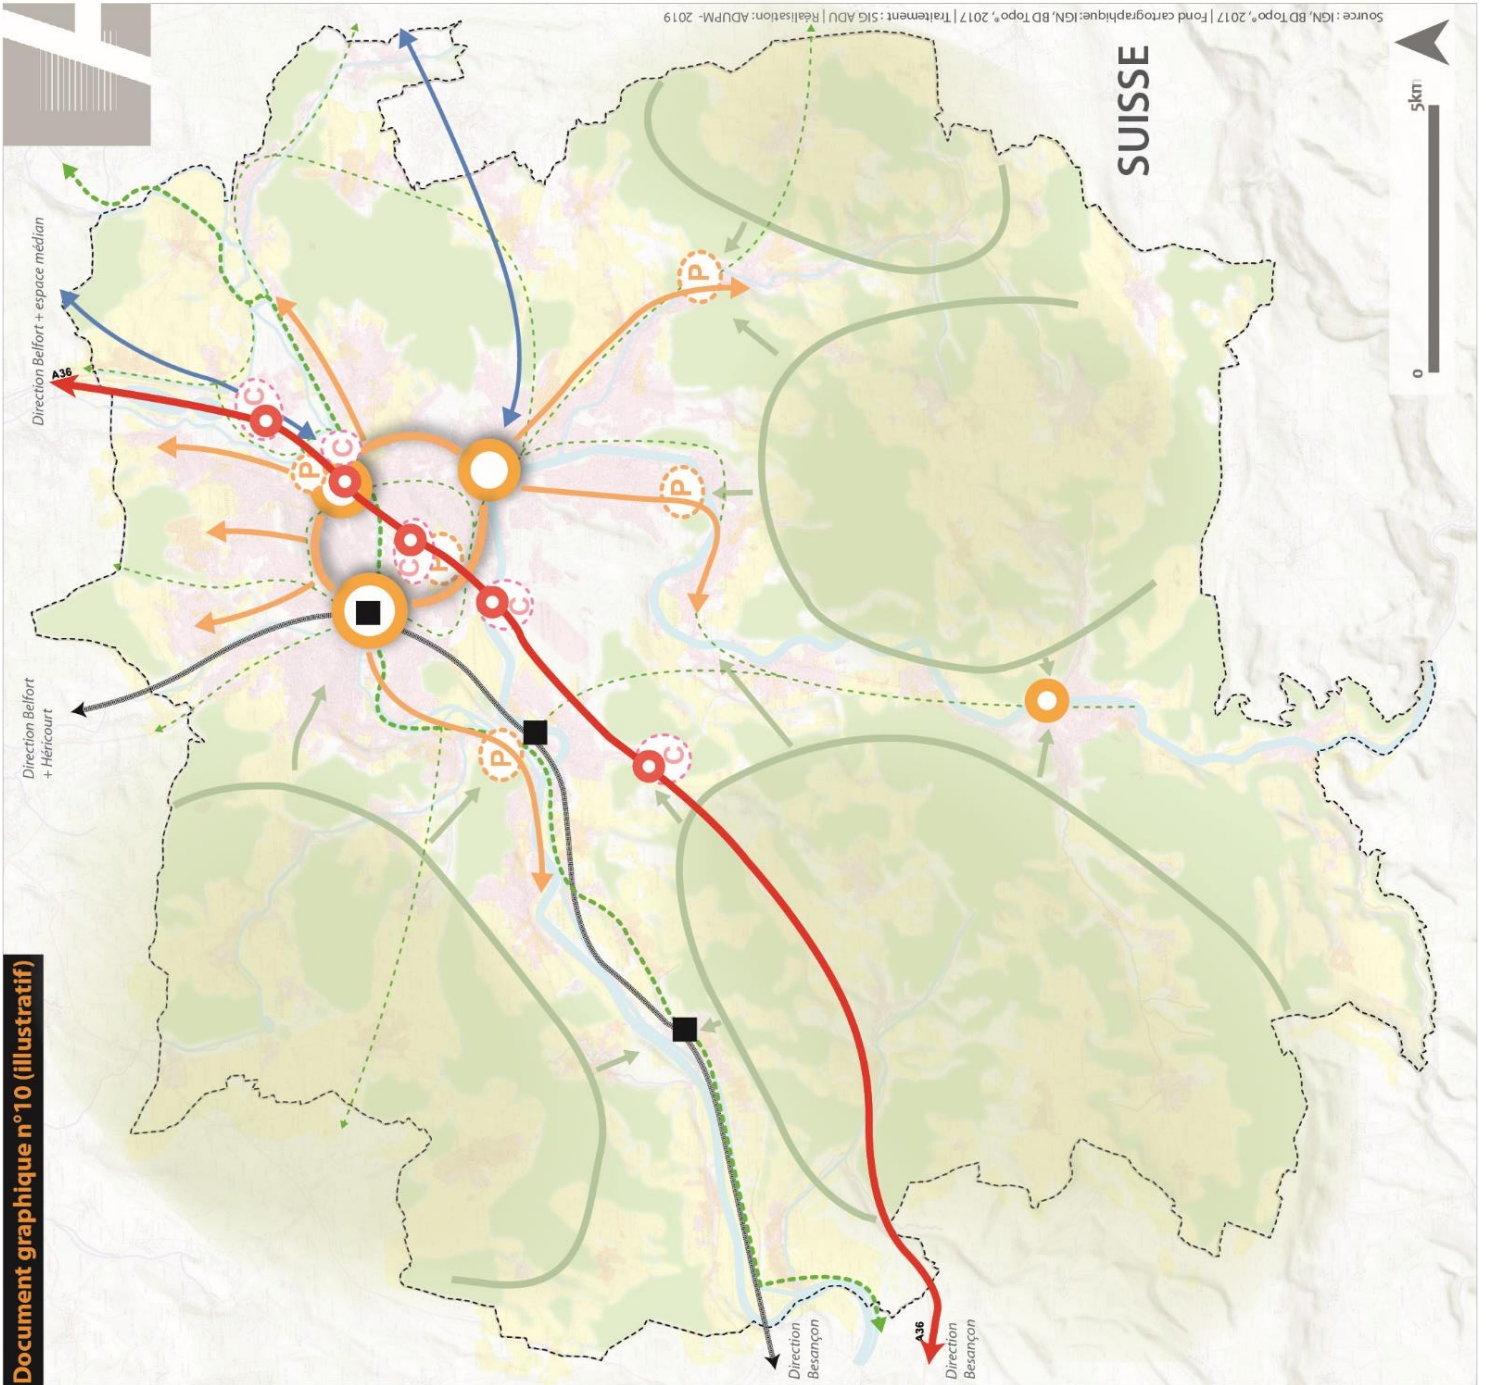 Document graphique n°10 (illustratif)
Direction Belfort + espace médian
Direction Belfort
+ Héricourt
A36
C
C
P
C
P
C
P
P
P
C
SUISSE
Direction
Besançon
A36
Direction
Besançon
0 5km
Source : IGN, BD Topo®, 2017 | Fond cartographique: IGN, BD Topo®, 2017 | Traitement : SIG ADU | Réalisation: ADUPM- 2019